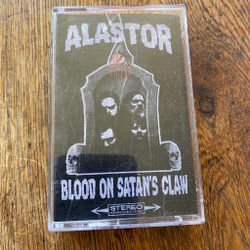 ALASTOR
BLOOD ON SATAN'S CLAW
STEREO